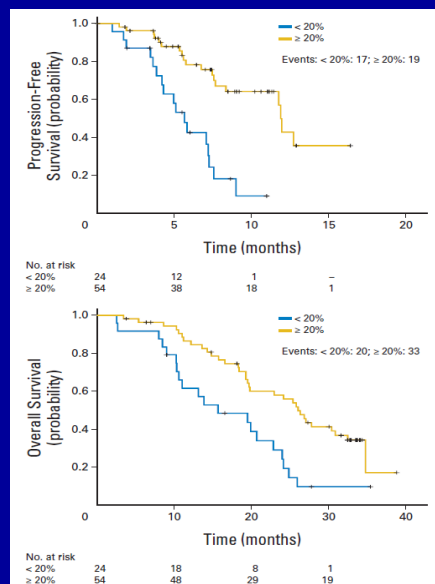 Progression-Free
Survival (probability)
1.0
0.8
0.6
0.4
0.2
< 20%
≥ 20%
Events: < 20%: 17; ≥ 20%: 19
0
5
10
15
20
Time (months)
No. at risk
< 20% 24 12 1 –
≥ 20% 54 38 18 1
Overall Survival
(probability)
1.0
0.8
0.6
0.4
0.2
< 20%
≥ 20%
Events: < 20%: 20; ≥ 20%: 33
0
10
20
30
40
Time (months)
No. at risk
< 20% 24 18 8 1
≥ 20% 54 48 29 19